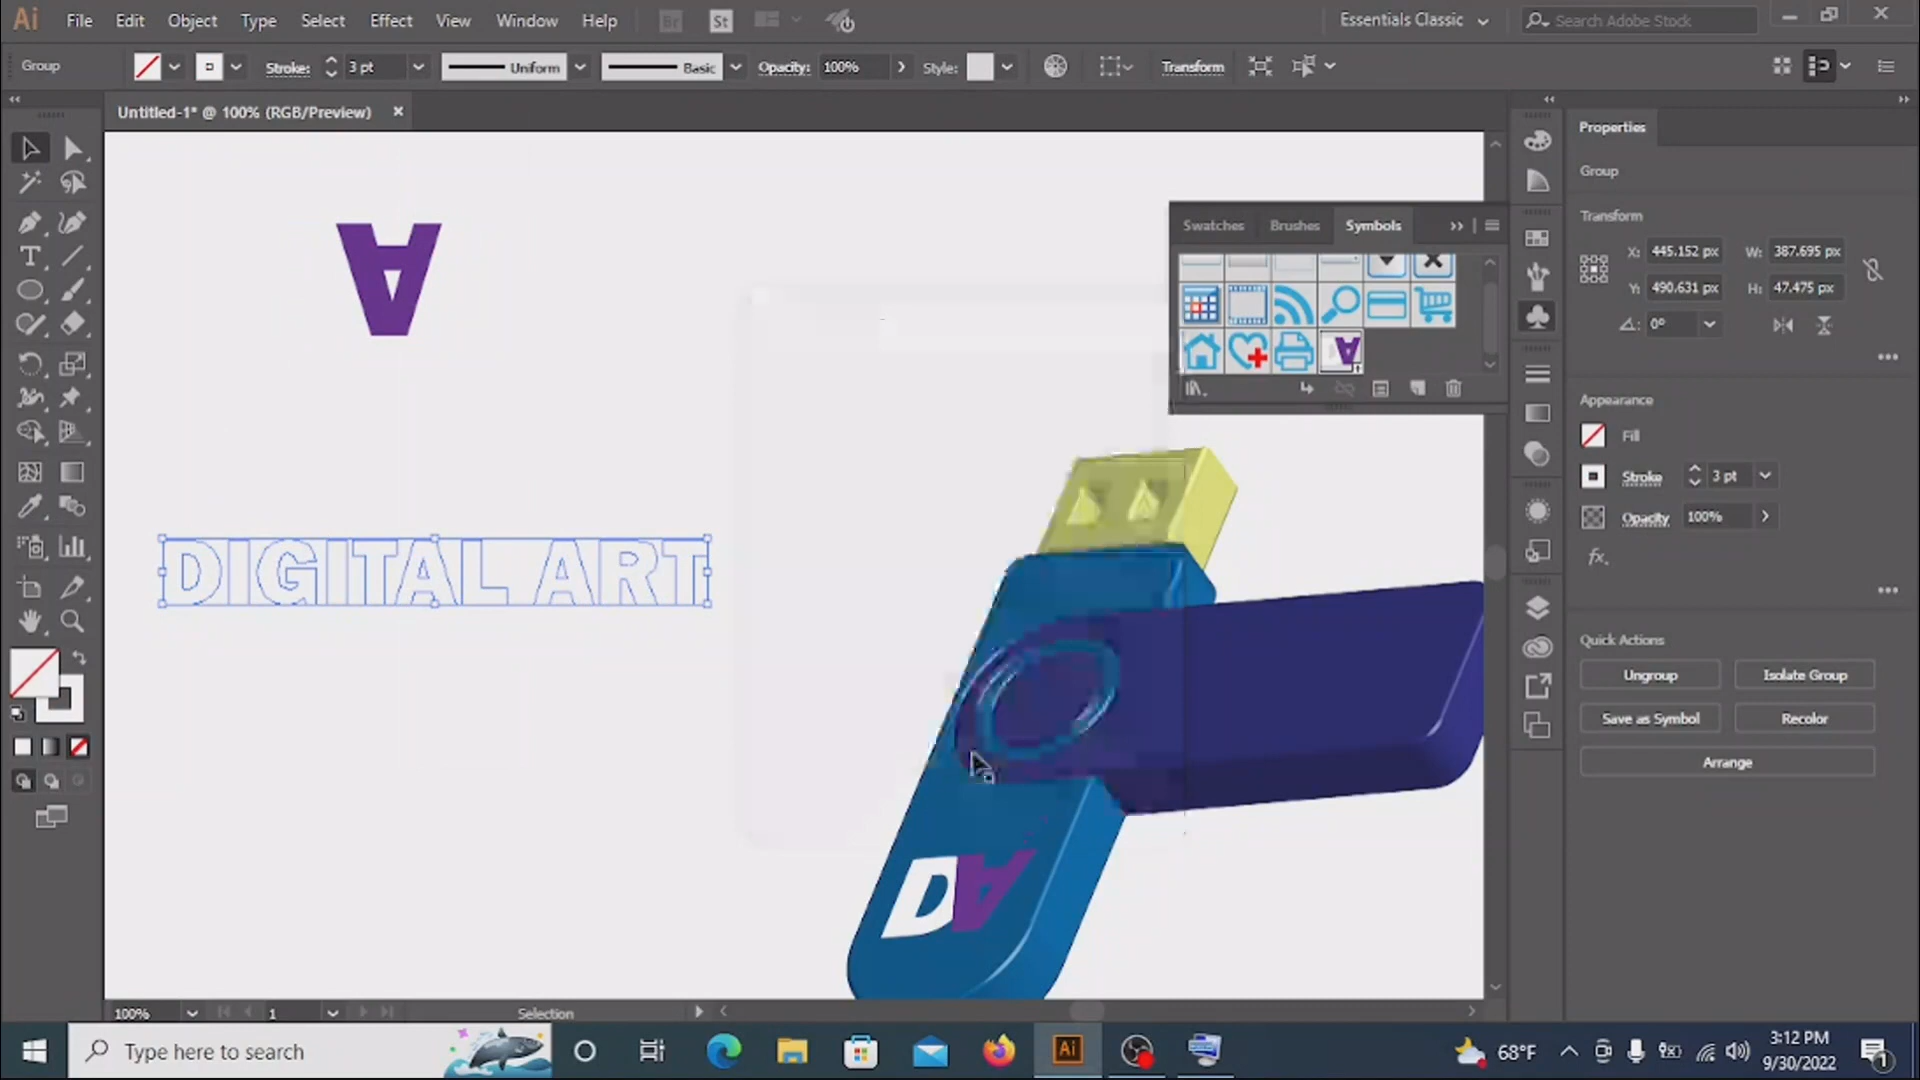 Ai File Edit Object Type Select Effect View Window Help Br St Essentials Classic Search Adobe Stock
Group Stroke: 3 pt Uniform Basic Opacity: 100% Style: Transform
Untitled-1* @ 100% (RGB/Preview)
Properties
Group
Transform
X: 445.152 px W: 387.695 px
Y: 490.631 px H: 47.475 px
0°
Appearance
Fill
Stroke 3 pt
Opacity 100%
fx.
Quick Actions
Ungroup Isolate Group
Save as Symbol Recolor
Arrange
Swatches Brushes Symbols
A
DIGITAL ART
DA
100% 1 Selection
Type here to search
Ai
68°F
3:12 PM
9/30/2022
1